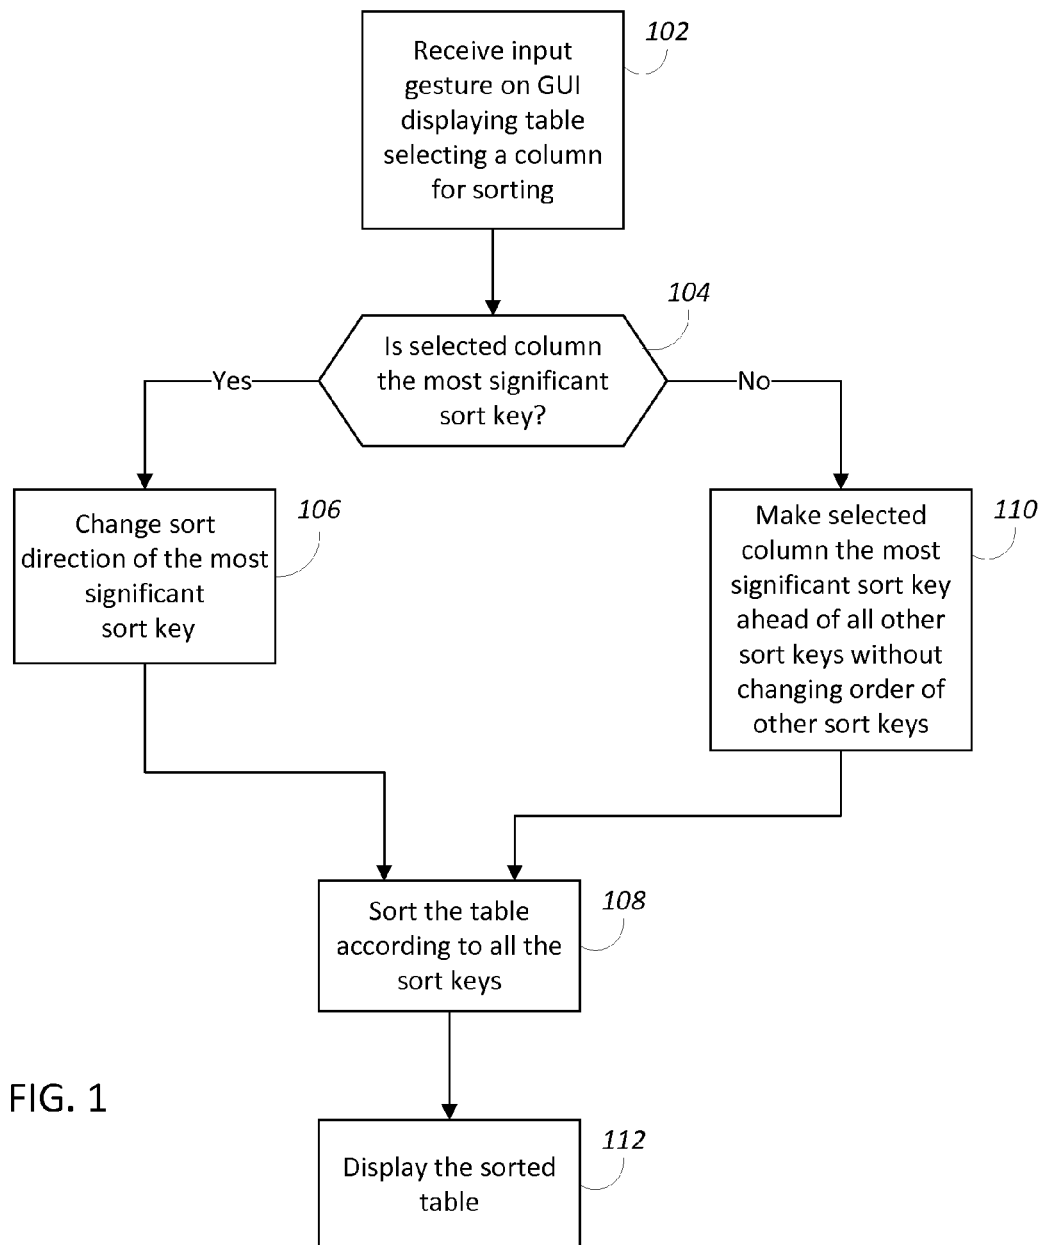 Receive input
gesture on GUI
displaying table
selecting a column
for sorting
102
Is selected column
the most significant
sort key?
104
Yes
No
Change sort
direction of the most
significant
sort key
106
Make selected
column the most
significant sort key
ahead of all other
sort keys without
changing order of
other sort keys
110
Sort the table
according to all the
sort keys
108
FIG. 1
Display the sorted
table
112